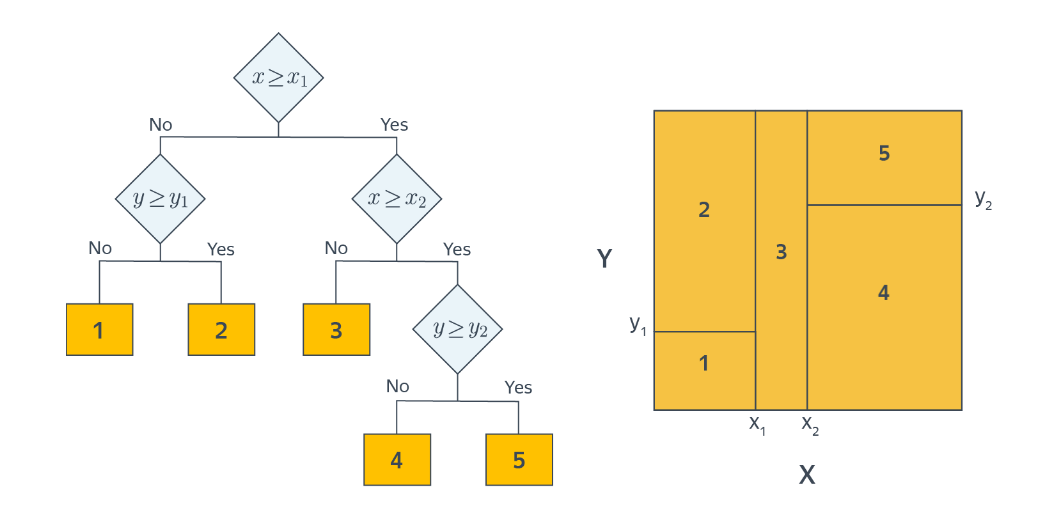 x ≥ x₁
No
Yes
y ≥ y₁
x ≥ x₂
No
Yes
No
Yes
1
2
3
y ≥ y₂
No
Yes
4
5
5
2
y₂
3
Y
4
y₁
1
x₁
x₂
X